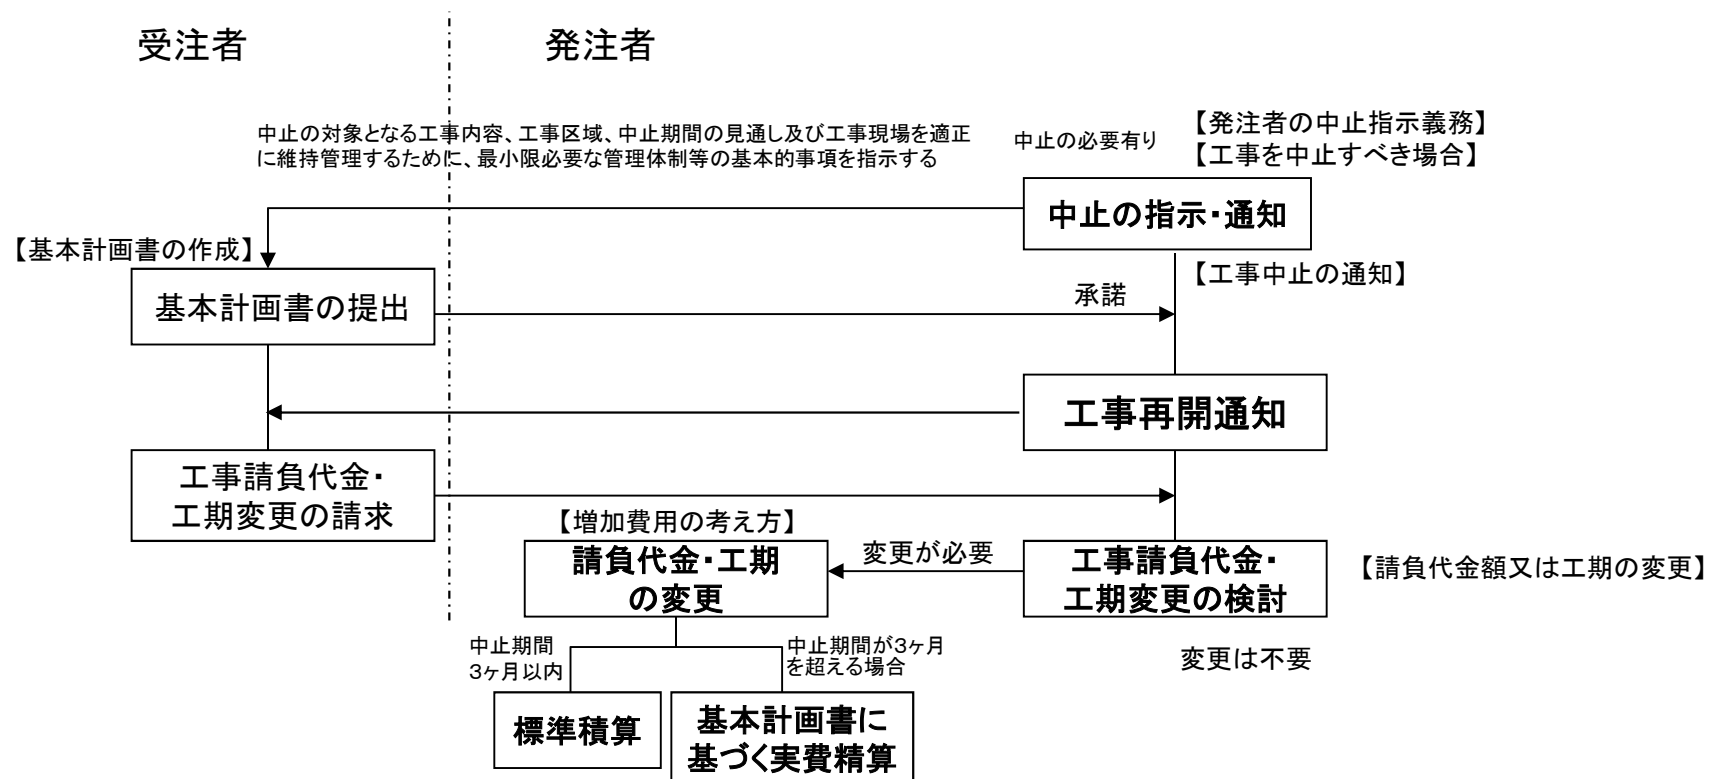 受注者
発注者
中止の対象となる工事内容、工事区域、中止期間の見通し及び工事現場を適正
に維持管理するために、最小限必要な管理体制等の基本的事項を指示する
中止の必要有り
【発注者の中止指示義務】
【工事を中止すべき場合】
中止の指示・通知
【基本計画書の作成】
【工事中止の通知】
基本計画書の提出
承諾
工事再開通知
工事請負代金・
工期変更の請求
【増加費用の考え方】
請負代金・工期
の変更
変更が必要
工事請負代金・
工期変更の検討
【請負代金額又は工期の変更】
中止期間
3ヶ月以内
中止期間が3ヶ月
を超える場合
変更は不要
標準積算
基本計画書に
基づく実費精算